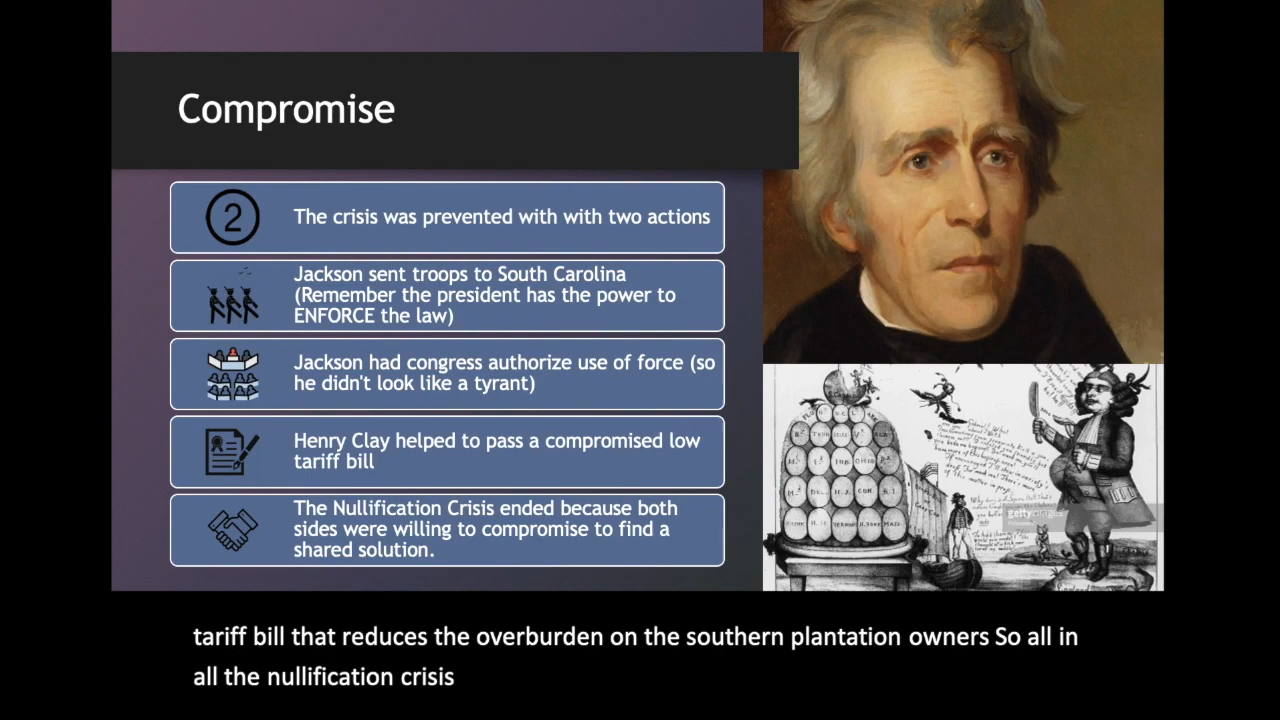 Compromise
2
The crisis was prevented with with two actions
Jackson sent troops to South Carolina
(Remember the president has the power to
ENFORCE the law)
Jackson had congress authorize use of force (so
he didn't look like a tyrant)
Henry Clay helped to pass a compromised low
tariff bill
The Nullification Crisis ended because both
sides were willing to compromise to find a
shared solution.
gettyimages
tariff bill that reduces the overburden on the southern plantation owners So all in
all the nullification crisis